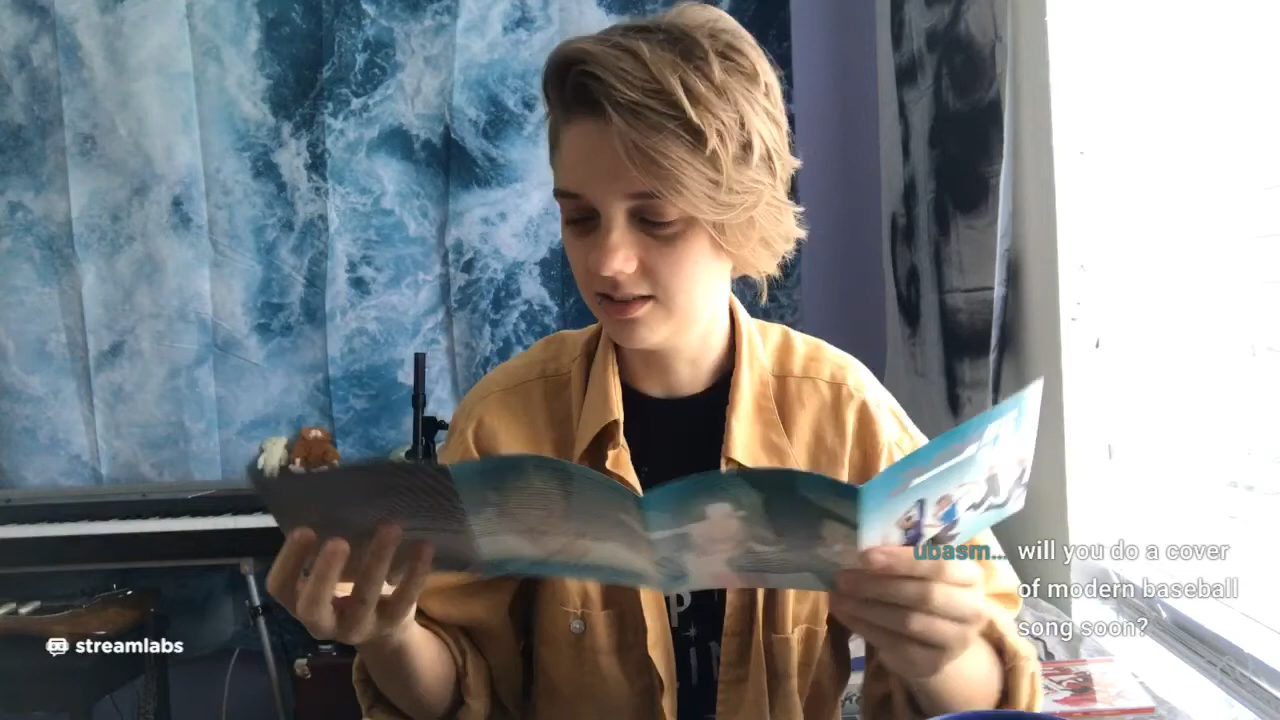 ubasm... will you do a cover
of modern baseball
song soon?
streamlabs